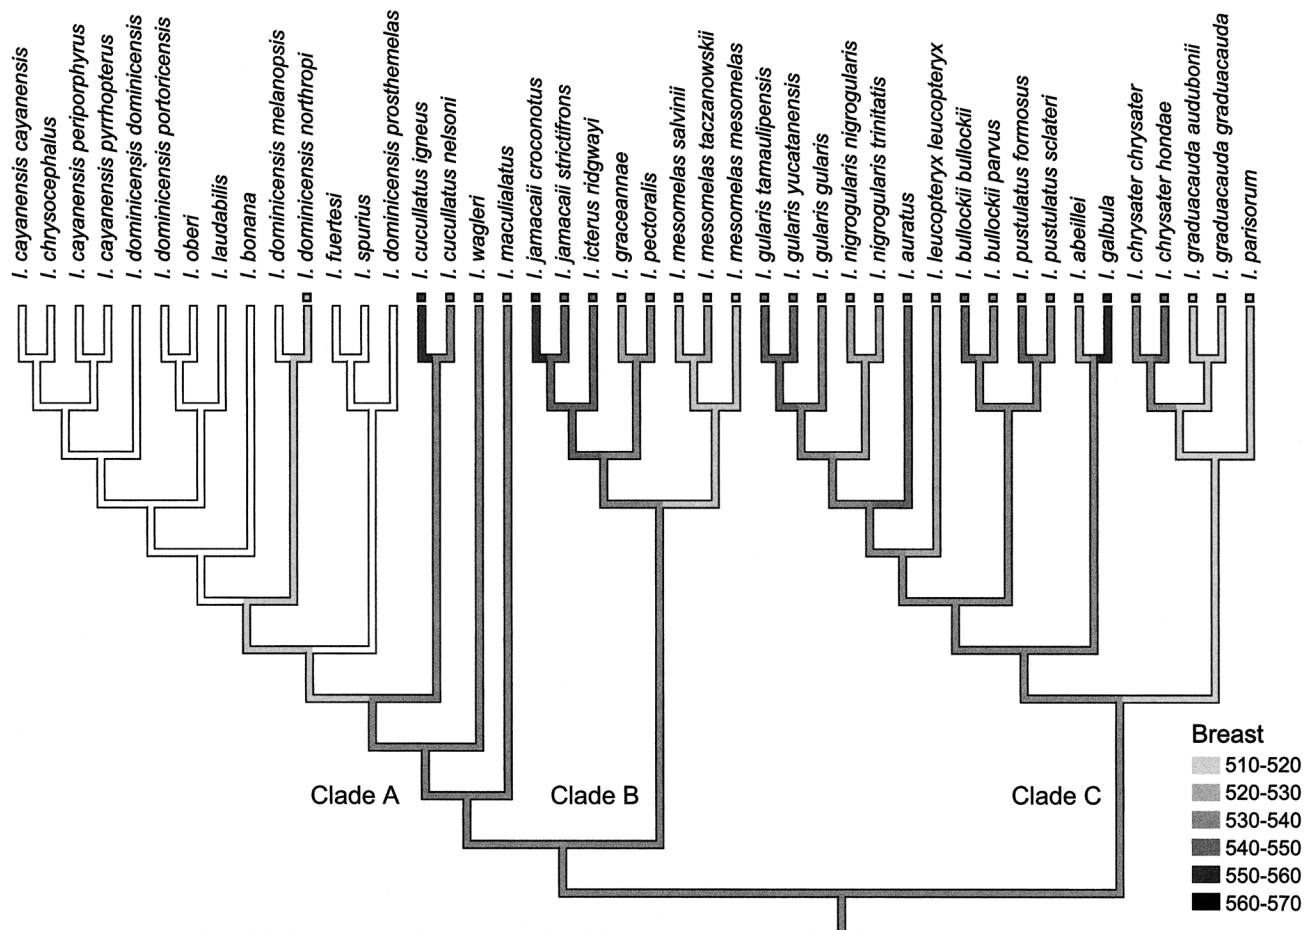 I. cayanensis cayanensis
I. chrysocephalus
I. cayanensis periporphyrus
I. cayanensis pyrrhopterus
I. dominicensis dominicensis
I. dominicensis portoricensis
I. oberi
I. laudabilis
I. bonana
I. dominicensis melanopsis
I. dominicensis northropi
I. fuertesi
I. spurius
I. dominicensis prosthemelas
I. cucullatus igneus
I. cucullatus nelsoni
I. wagleri
I. maculialatus
I. jamacaii croconotus
I. jamacaii strictifrons
I. icterus ridgwayi
I. graceannae
I. pectoralis
I. mesomelas salvinii
I. mesomelas taczanowskii
I. mesomelas mesomelas
I. gularis tamaulipensis
I. gularis yucatanensis
I. gularis gularis
I. nigrogularis nigrogularis
I. nigrogularis trinitatis
I. auratus
I. leucopteryx leucopteryx
I. bullockii bullockii
I. bullockii parvus
I. pustulatus formosus
I. pustulatus sclateri
I. abeillei
I. galbula
I. chrysater chrysater
I. chrysater hondae
I. graduacauda audubonii
I. graduacauda graduacauda
I. parisorum
Clade A
Clade B
Clade C
Breast
510-520
520-530
530-540
540-550
550-560
560-570